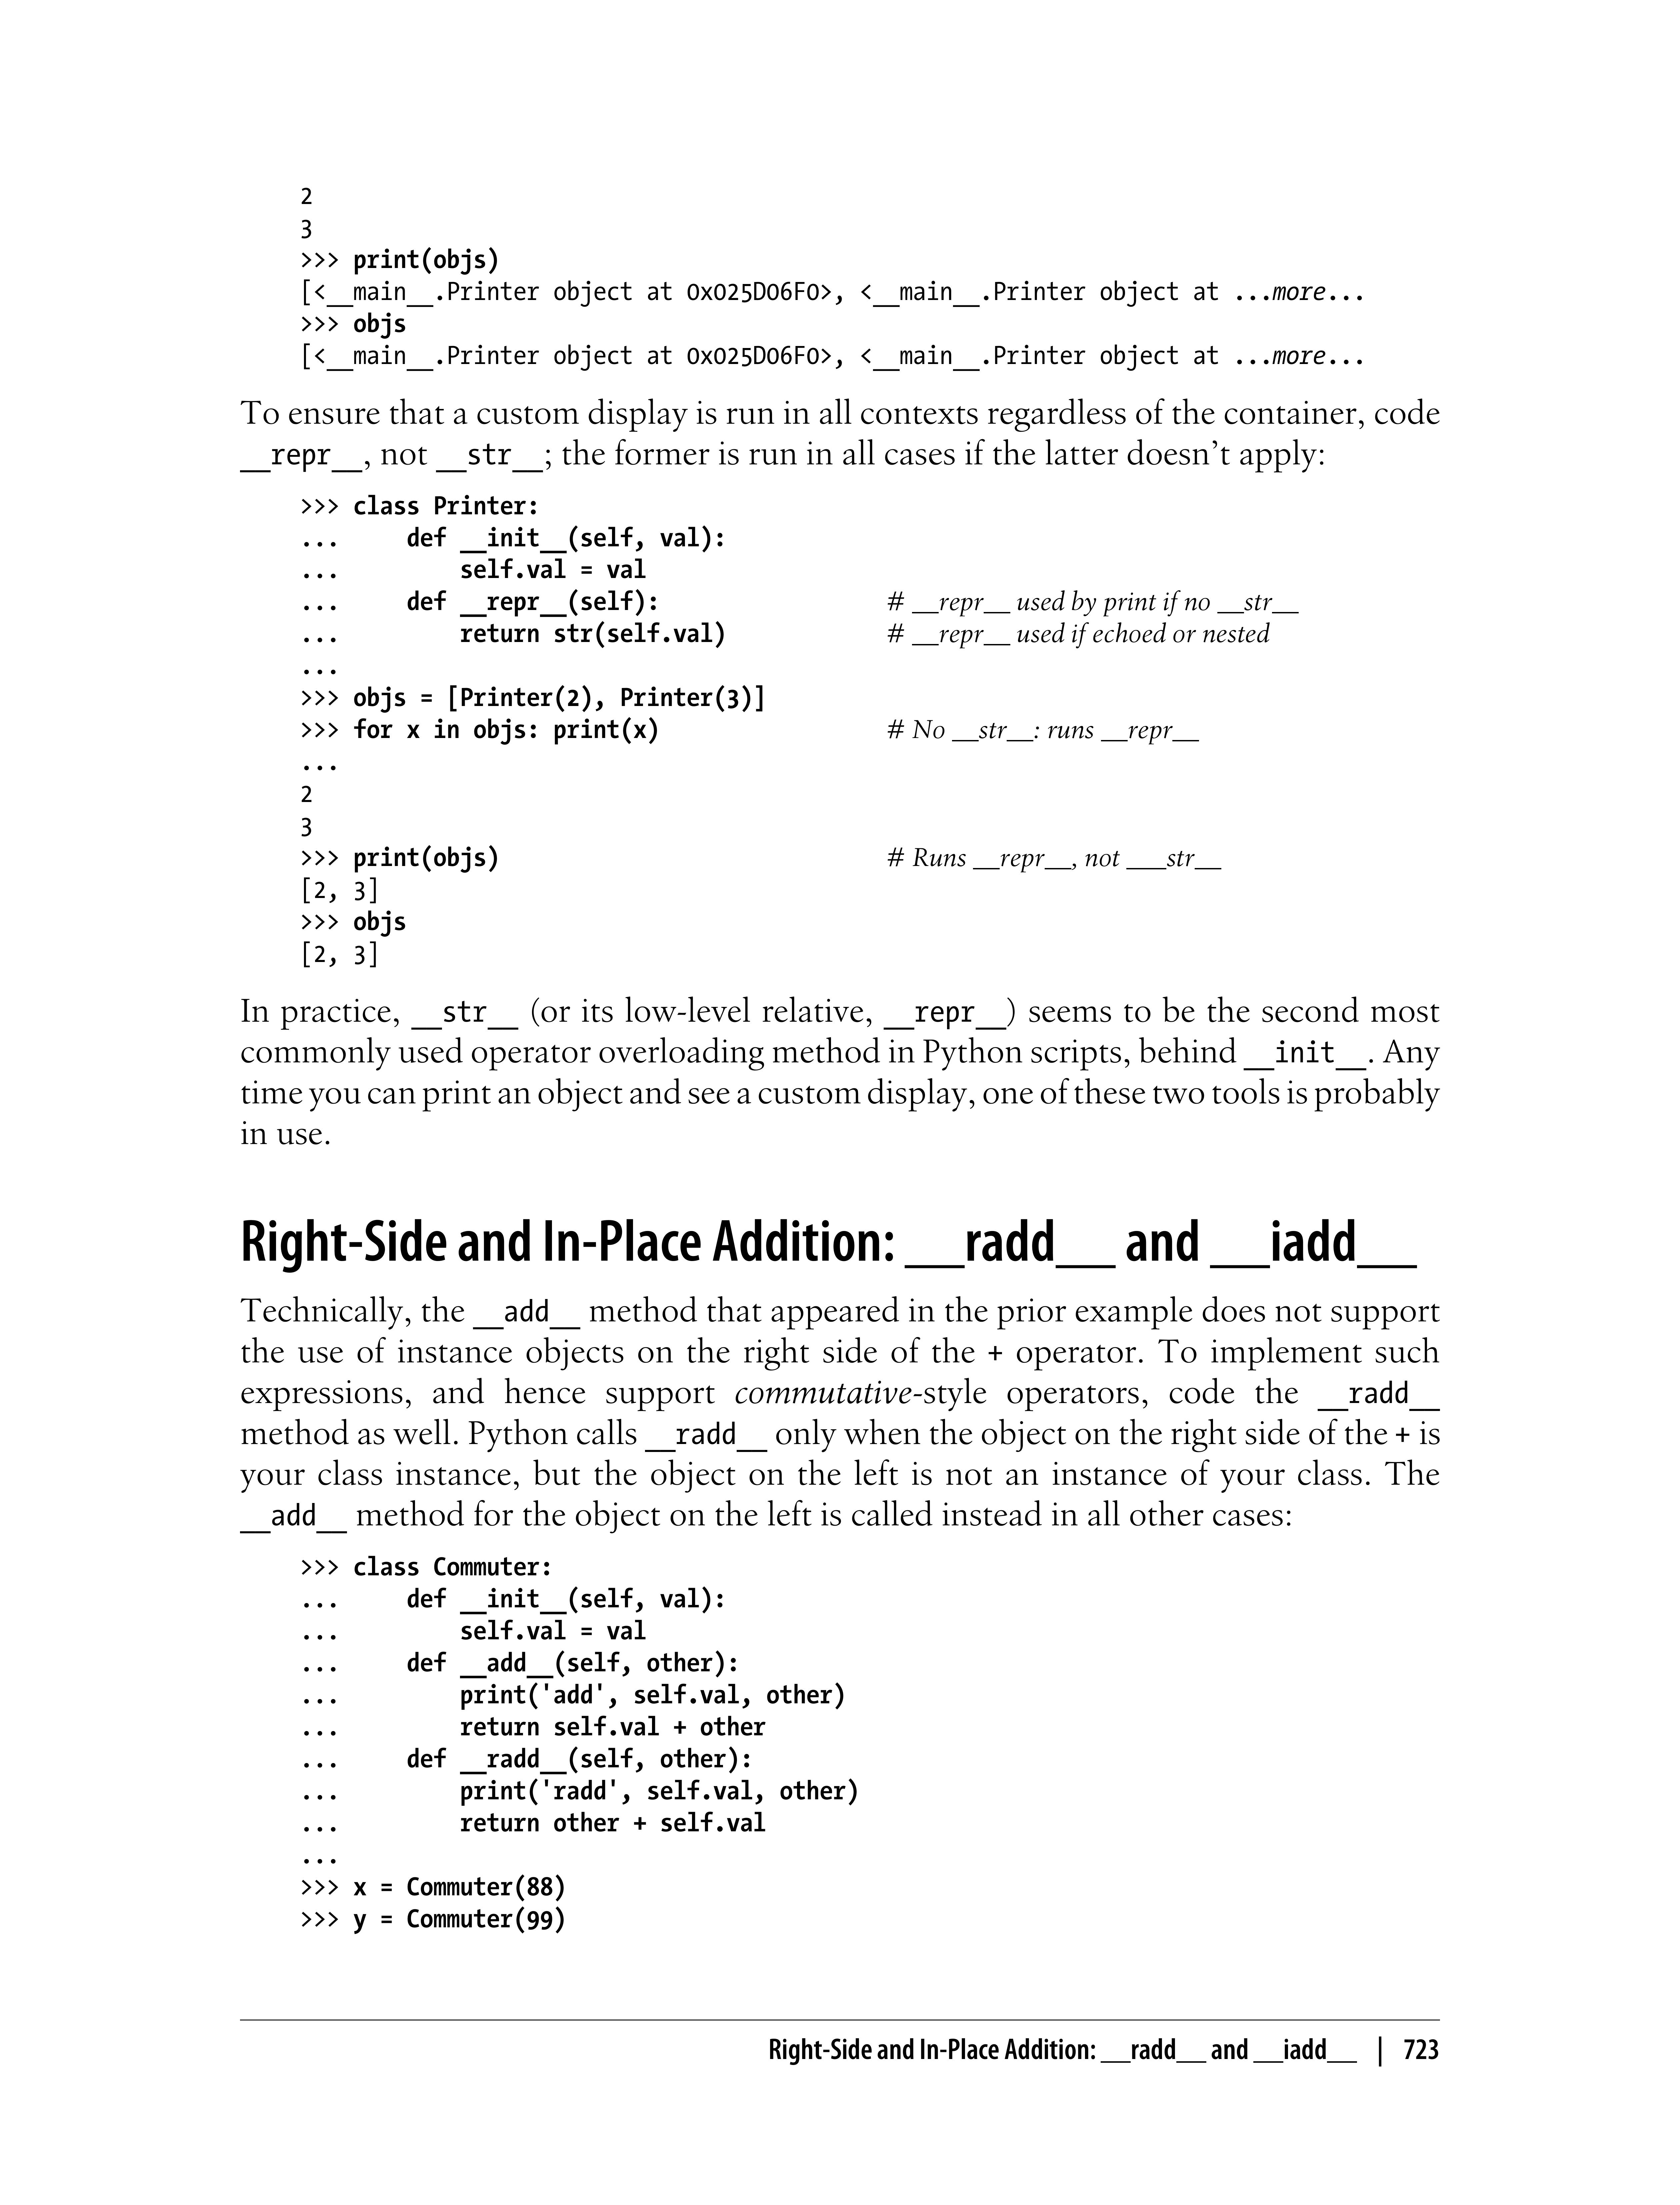 2
3
>>> print(objs)
[<__main__.Printer object at 0x025D06F0>, <__main__.Printer object at ...more...
>>> objs
[<__main__.Printer object at 0x025D06F0>, <__main__.Printer object at ...more...
To ensure that a custom display is run in all contexts regardless of the container, code
__repr__, not __str__; the former is run in all cases if the latter doesn’t apply:
>>> class Printer:
...     def __init__(self, val):
...         self.val = val
...     def __repr__(self):                 # __repr__ used by print if no __str__
...         return str(self.val)            # __repr__ used if echoed or nested
...
>>> objs = [Printer(2), Printer(3)]
>>> for x in objs: print(x)                 # No __str__: runs __repr__
...
2
3
>>> print(objs)                             # Runs __repr__, not ___str__
[2, 3]
>>> objs
[2, 3]
In practice, __str__ (or its low-level relative, __repr__) seems to be the second most
commonly used operator overloading method in Python scripts, behind __init__. Any
time you can print an object and see a custom display, one of these two tools is probably
in use.
Right-Side and In-Place Addition: __radd__ and __iadd__
Technically, the __add__ method that appeared in the prior example does not support
the use of instance objects on the right side of the + operator. To implement such
expressions, and hence support commutative-style operators, code the __radd__
method as well. Python calls __radd__ only when the object on the right side of the + is
your class instance, but the object on the left is not an instance of your class. The
__add__ method for the object on the left is called instead in all other cases:
>>> class Commuter:
...     def __init__(self, val):
...         self.val = val
...     def __add__(self, other):
...         print('add', self.val, other)
...         return self.val + other
...     def __radd__(self, other):
...         print('radd', self.val, other)
...         return other + self.val
...
>>> x = Commuter(88)
>>> y = Commuter(99)
Right-Side and In-Place Addition: __radd__ and __iadd__ | 723